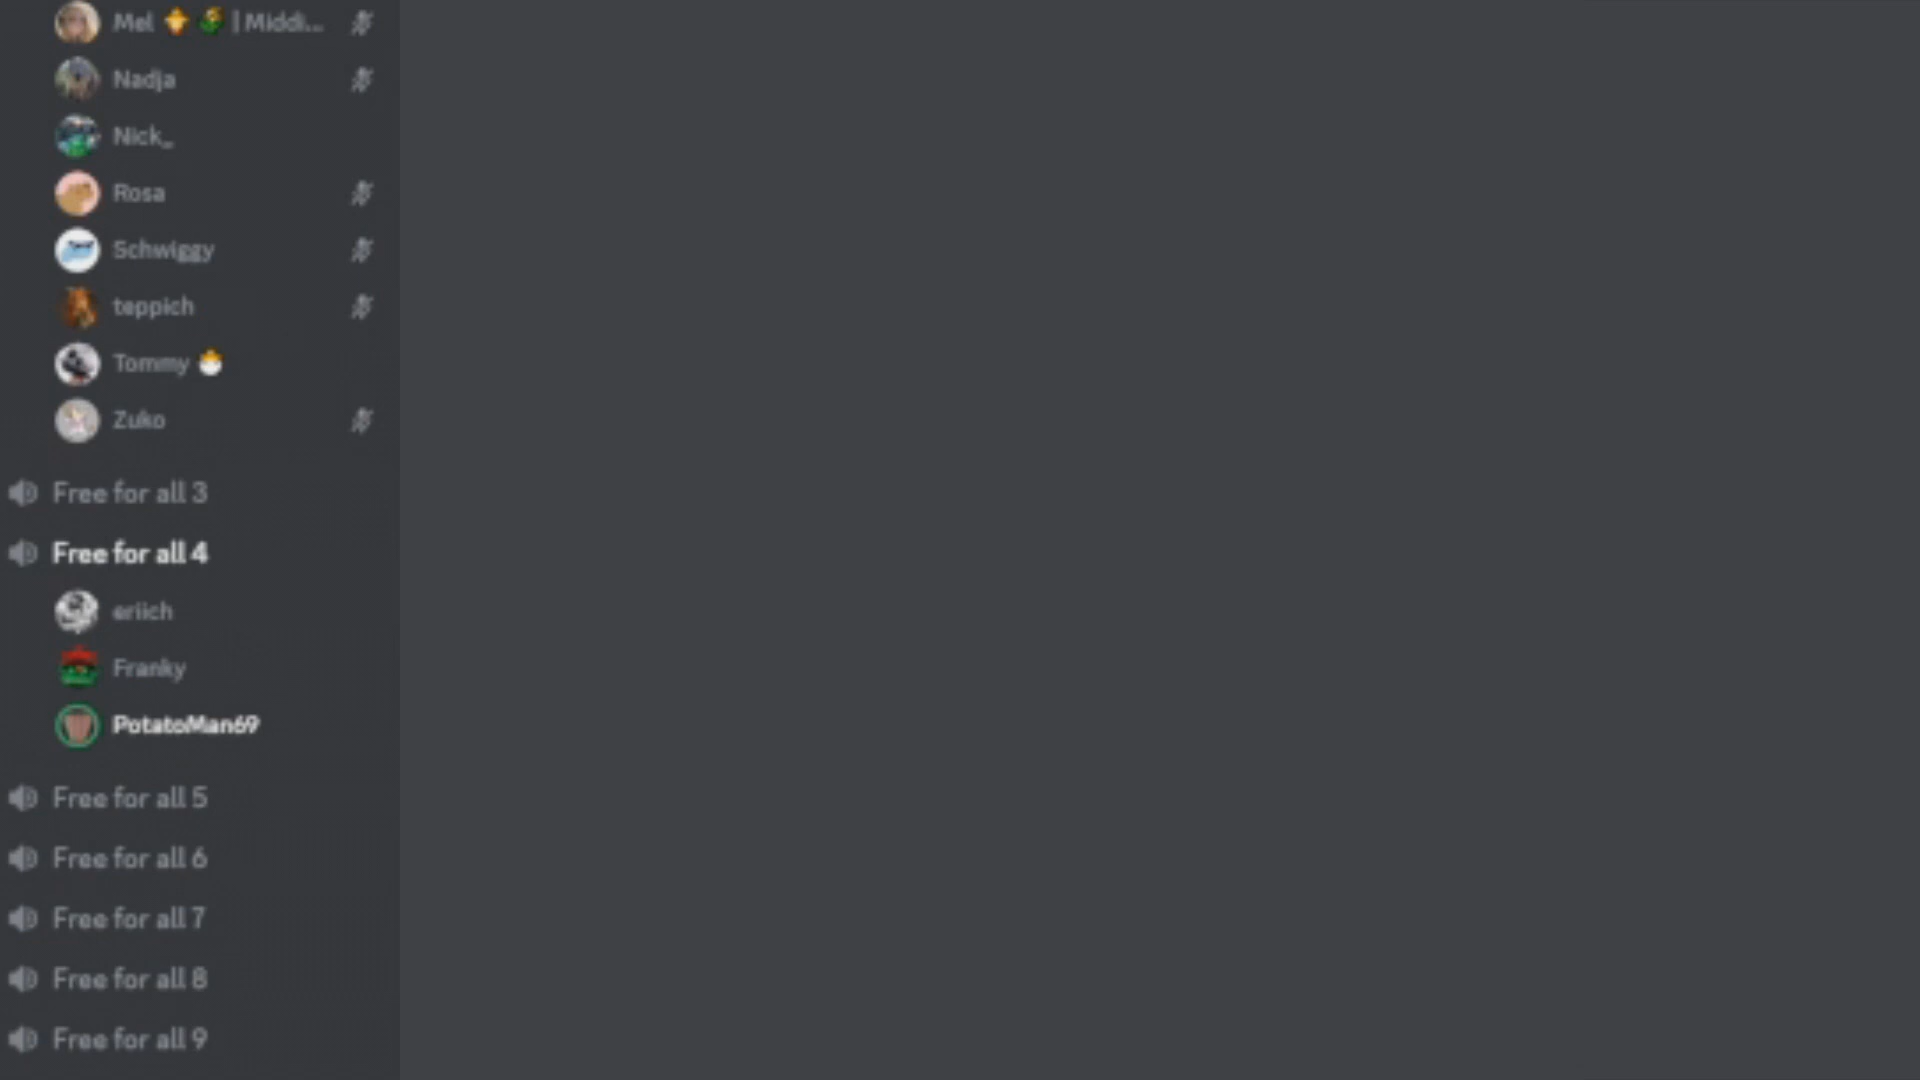 Mel | Middl...
Nadja
Nick_
Rosa
Schwiggy
teppich
Tommy
Zuko
Free for all 3
Free for all 4
eriich
Franky
PotatoMan69
Free for all 5
Free for all 6
Free for all 7
Free for all 8
Free for all 9